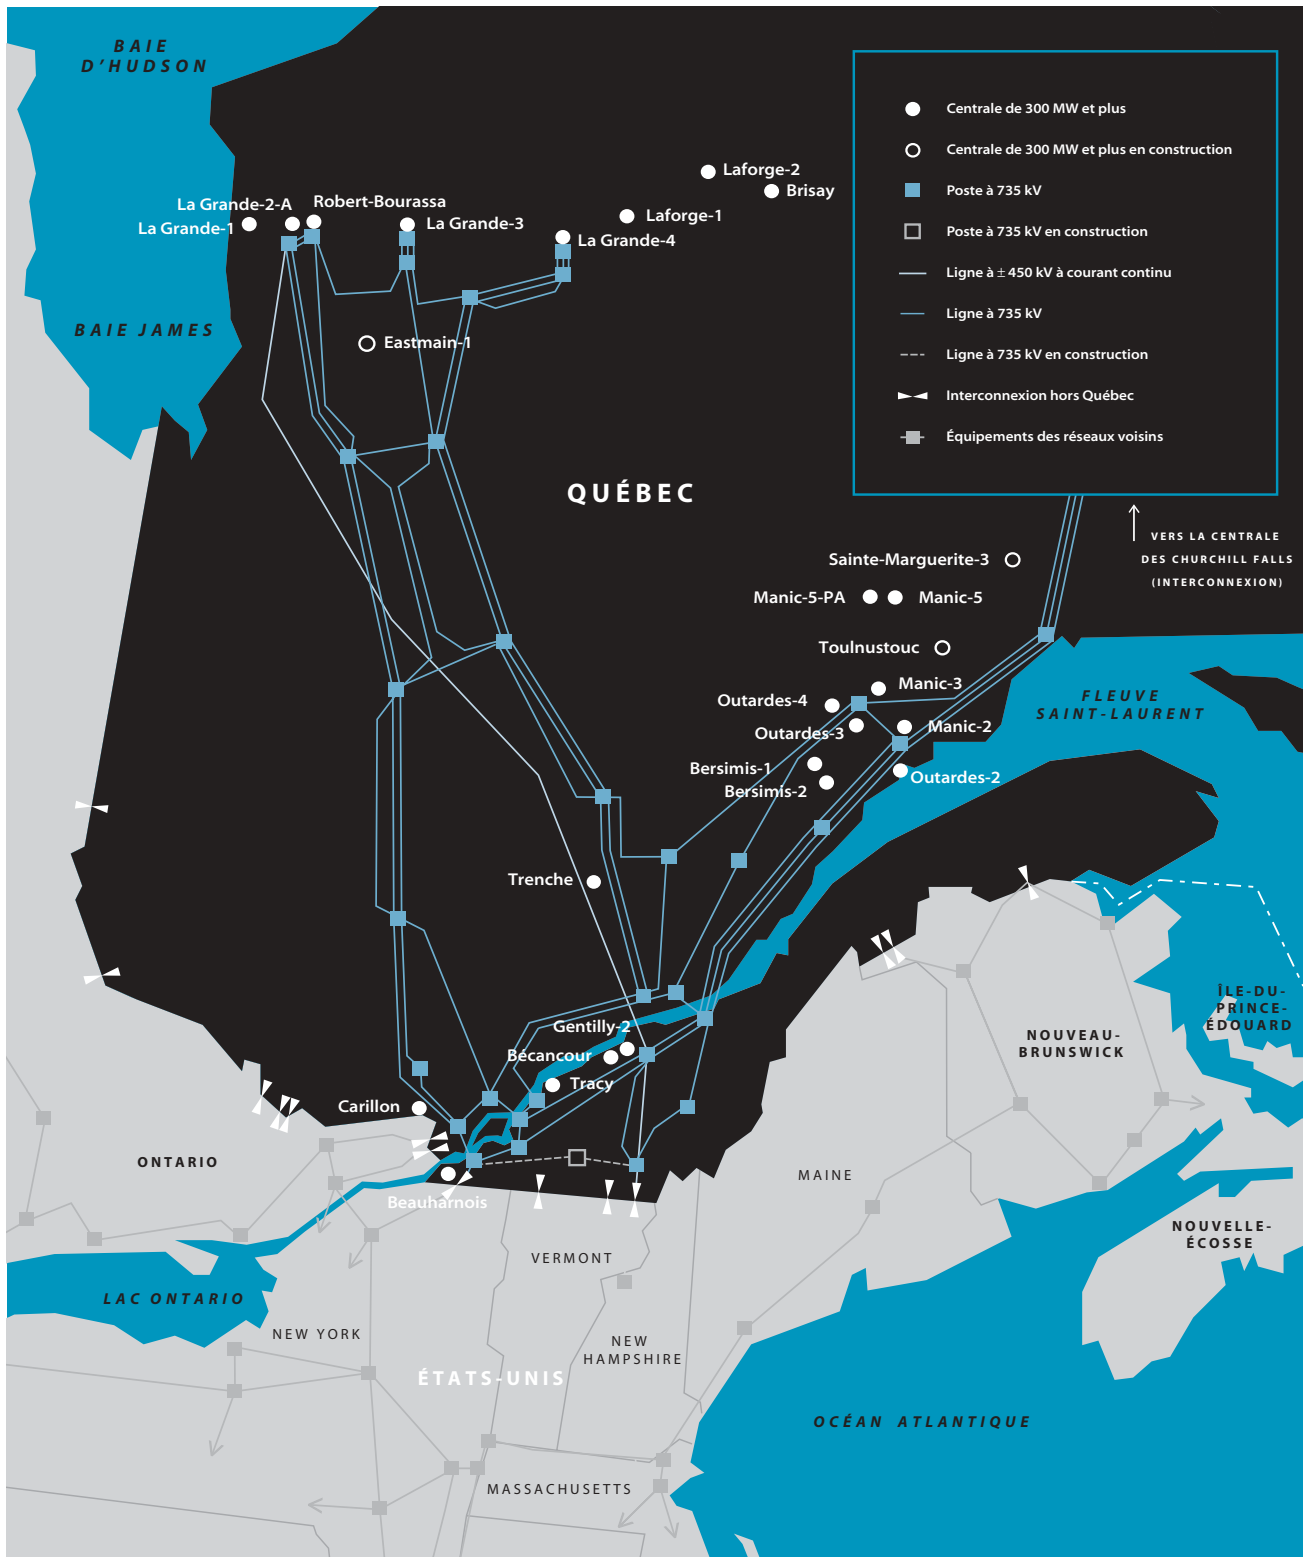 BAIE
D'HUDSON
Centrale de 300 MW et plus
Centrale de 300 MW et plus en construction
Poste à 735 kV
Poste à 735 kV en construction
Ligne à ± 450 kV à courant continu
Ligne à 735 kV
Ligne à 735 kV en construction
Interconnexion hors Québec
Équipements des réseaux voisins
Laforge-2
Brisay
La Grande-2-A
Robert-Bourassa
Laforge-1
La Grande-1
La Grande-3
La Grande-4
BAIE JAMES
Eastmain-1
QUÉBEC
VERS LA CENTRALE
DES CHURCHILL FALLS
(INTERCONNEXION)
Sainte-Marguerite-3
Manic-5-PA
Manic-5
Toulnustouc
Manic-3
Outardes-4
FLEUVE
SAINT-LAURENT
Outardes-3
Manic-2
Bersimis-1
Outardes-2
Bersimis-2
Trenche
ÎLE-DU-
PRINCE-
ÉDOUARD
Gentilly-2
NOUVEAU-
BRUNSWICK
Bécancour
Tracy
Carillon
ONTARIO
MAINE
Beauharnois
NOUVELLE-
ÉCOSSE
VERMONT
LAC ONTARIO
NEW YORK
NEW
HAMPSHIRE
ÉTATS-UNIS
OCÉAN ATLANTIQUE
MASSACHUSETTS